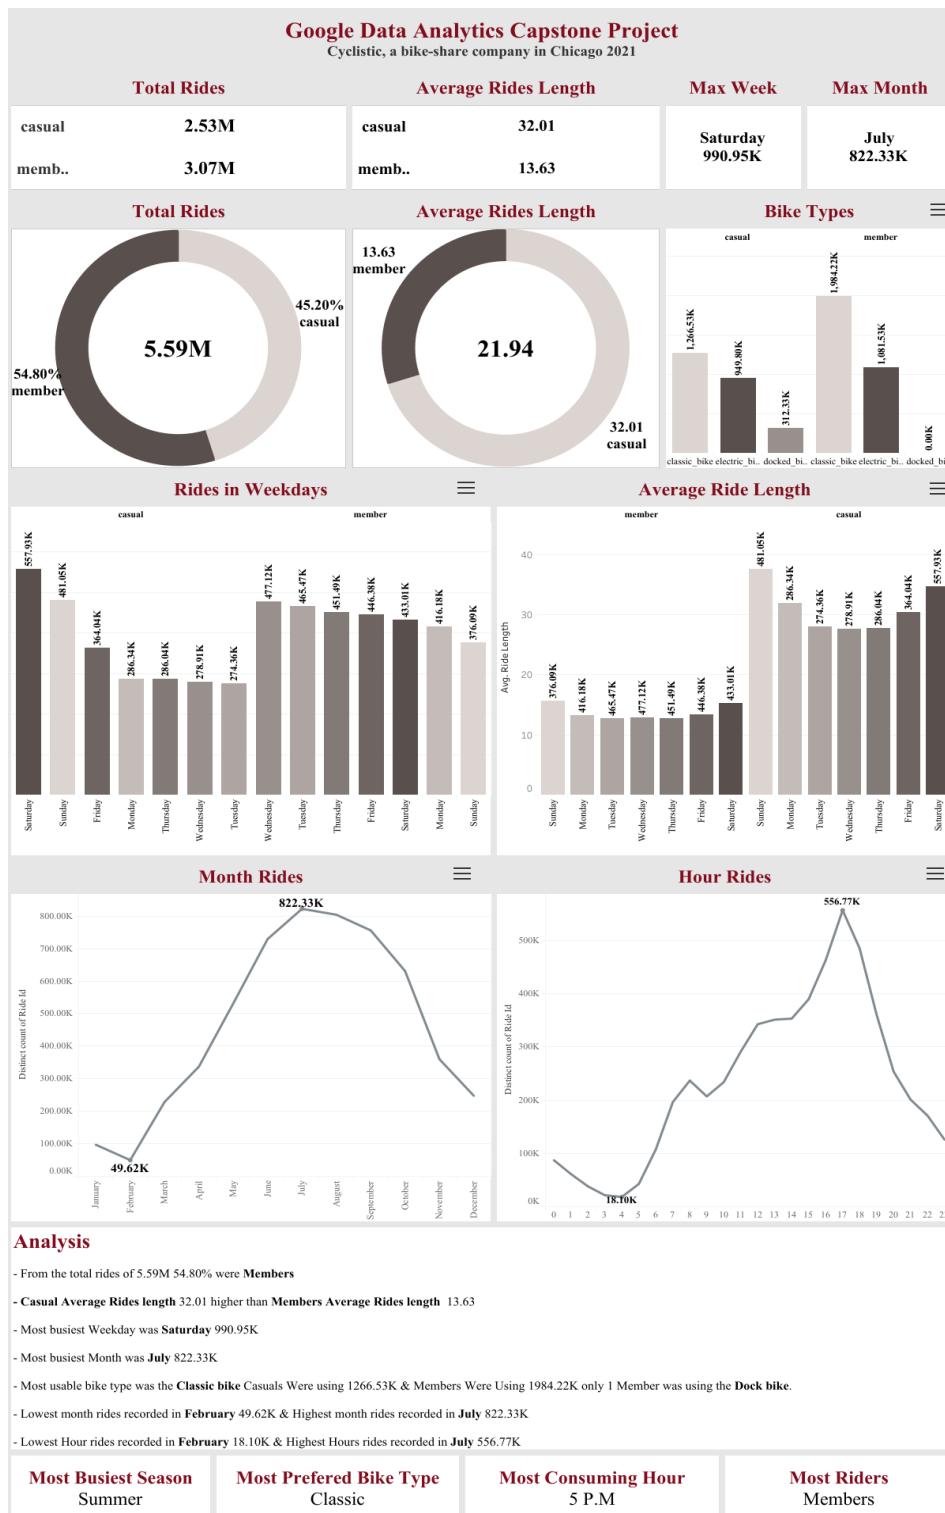 Google Data Analytics Capstone Project
Cyclistic, a bike-share company in Chicago 2021
Total Rides
Average Rides Length
Max Week
Max Month
casual 2.53M
memb.. 3.07M
casual 32.01
memb.. 13.63
Saturday
990.95K
July
822.33K
Total Rides
Average Rides Length
Bike Types
45.20%
casual
5.59M
54.80%
member
13.63
member
21.94
32.01
casual
casual member
1,266.53K 949.80K 312.33K 1,984.22K 1,081.53K 0.00K
classic_bike electric_bi.. docked_bi.. classic_bike electric_bi.. docked_bi
Rides in Weekdays
casual member
557.93K 481.05K 364.04K 286.34K 286.04K 278.91K 274.36K 477.12K 465.47K 451.49K 446.38K 433.01K 416.18K 376.09K
Saturday Sunday Friday Monday Thursday Wednesday Tuesday Wednesday Tuesday Thursday Friday Saturday Monday Sunday
Average Ride Length
member casual
Avg. Ride Length
40
30
20
10
0
376.09K 416.18K 465.47K 477.12K 451.49K 446.38K 433.01K 481.05K 286.34K 274.36K 278.91K 286.04K 364.04K 557.93K
Sunday Monday Tuesday Wednesday Thursday Friday Saturday Sunday Monday Tuesday Wednesday Thursday Friday Saturday
Month Rides
Distinct count of Ride Id
800.00K
700.00K
600.00K
500.00K
400.00K
300.00K
200.00K
100.00K
0.00K
822.33K
49.62K
January February March April May June July August September October November December
Hour Rides
Distinct count of Ride Id
500K
400K
300K
200K
100K
0K
556.77K
18.10K
0 1 2 3 4 5 6 7 8 9 10 11 12 13 14 15 16 17 18 19 20 21 22
Analysis
- From the total rides of 5.59M 54.80% were Members
- Casual Average Rides length 32.01 higher than Members Average Rides length 13.63
- Most busiest Weekday was Saturday 990.95K
- Most busiest Month was July 822.33K
- Most usable bike type was the Classic bike Casuals Were using 1266.53K & Members Were Using 1984.22K only 1 Member was using the Dock bike.
- Lowest month rides recorded in February 49.62K & Highest month rides recorded in July 822.33K
- Lowest Hour rides recorded in February 18.10K & Highest Hours rides recorded in July 556.77K
Most Busiest Season
Summer
Most Prefered Bike Type
Classic
Most Consuming Hour
5 P.M
Most Riders
Members